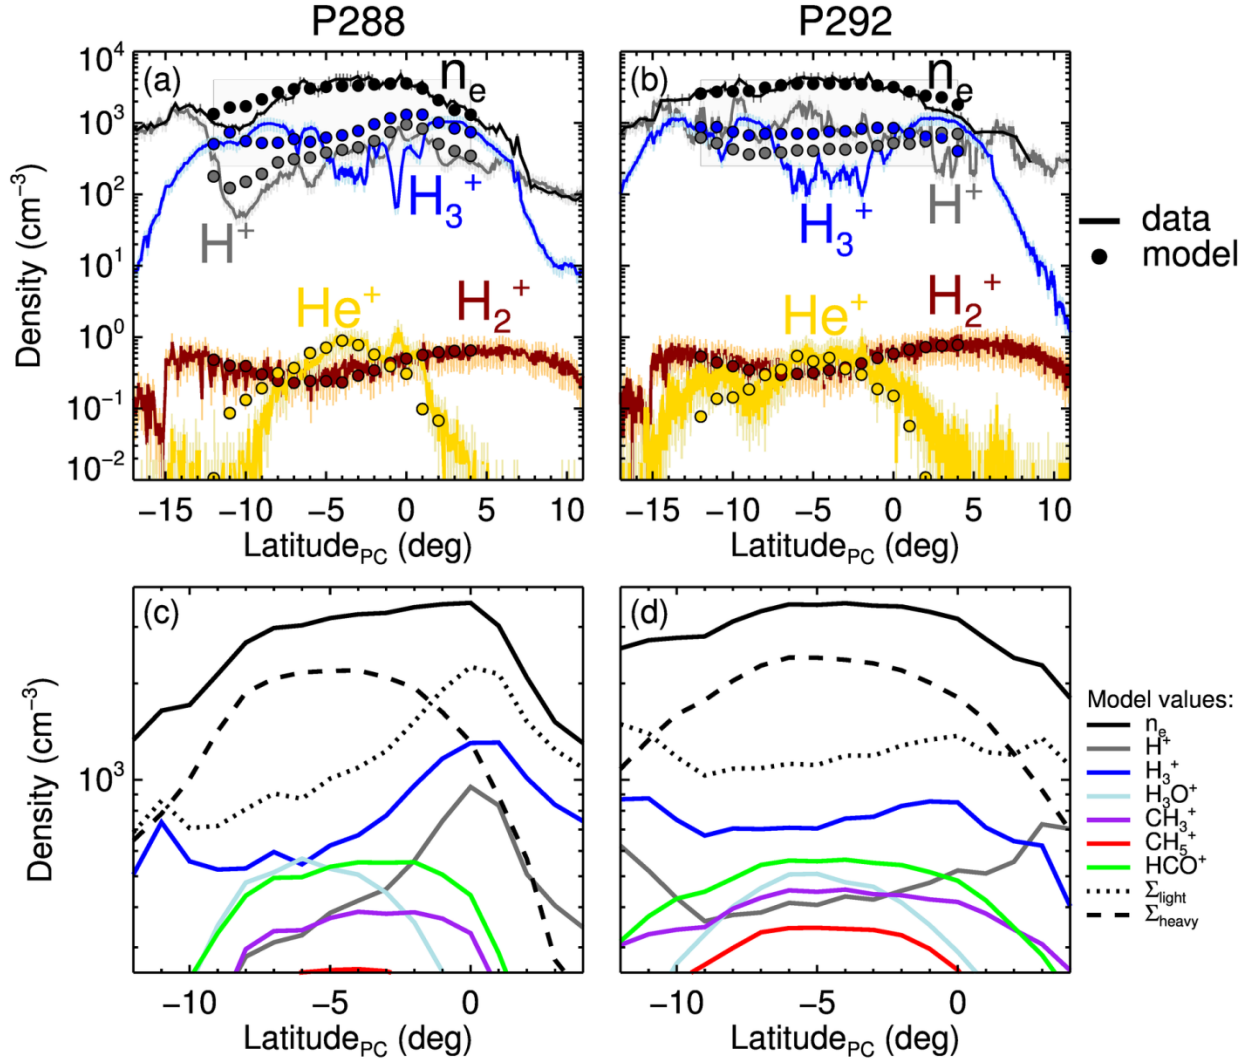 P288 P292
(a) nₑ
(b) nₑ
10⁴
10³
10²
10¹
10⁰
10⁻¹
10⁻²
Density (cm⁻³)
H⁺
H₃⁺
He⁺
H₂⁺
H₃⁺
H⁺
He⁺
H₂⁺
data
model
−15 −10 −5 0 5 10
−15 −10 −5 0 5 10
Latitude_PC (deg)
Latitude_PC (deg)
(c)
(d)
Density (cm⁻³)
10³
−10 −5 0
−10 −5 0
Latitude_PC (deg)
Latitude_PC (deg)
Model values:
nₑ
H⁺
H₃⁺
H₃O⁺
CH₃⁺
CH₅⁺
HCO⁺
Σ_light
Σ_heavy